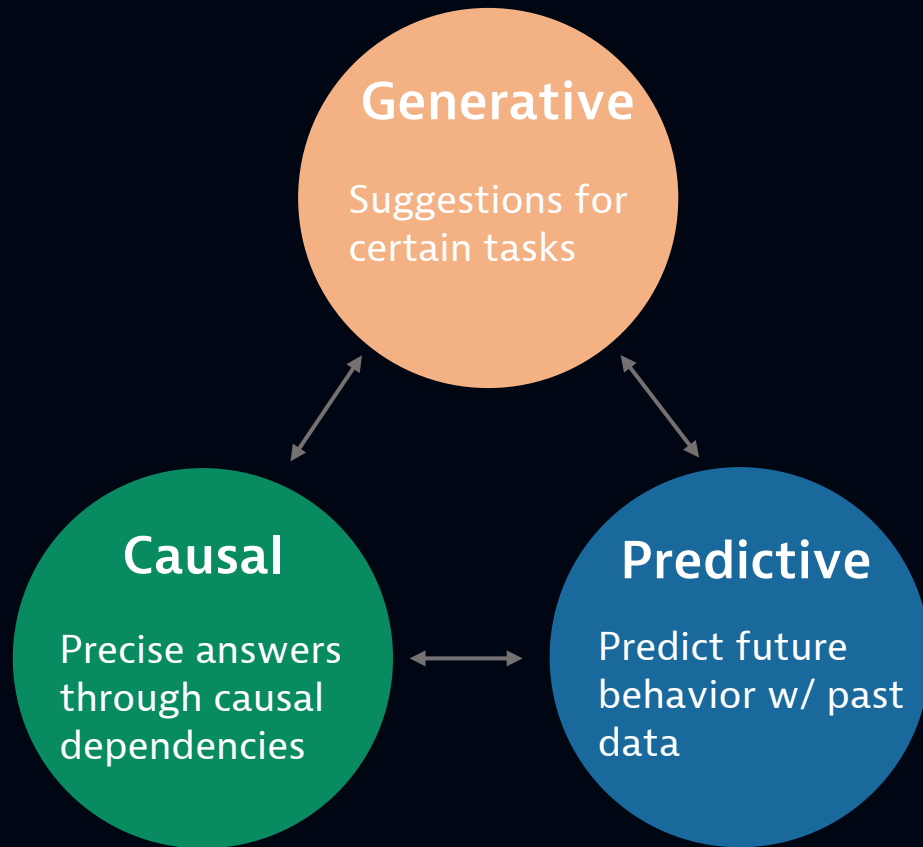 Generative
Suggestions for
certain tasks
Causal
Precise answers
through causal
dependencies
Predictive
Predict future
behavior w/ past
data